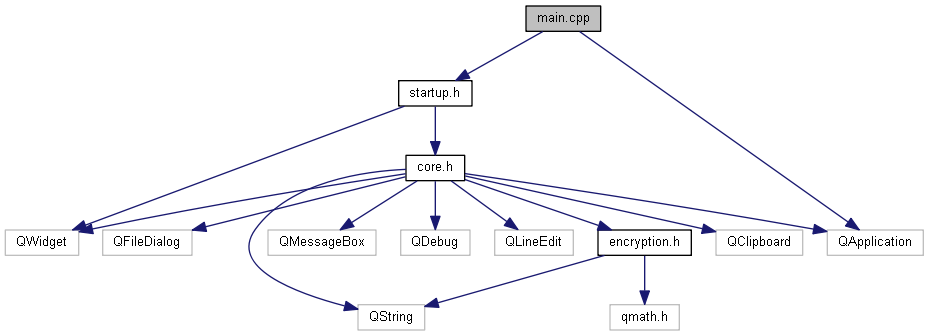 main.cpp
startup.h
core.h
QWidget
QFileDialog
QMessageBox
QDebug
QLineEdit
encryption.h
QClipboard
QApplication
QString
qmath.h